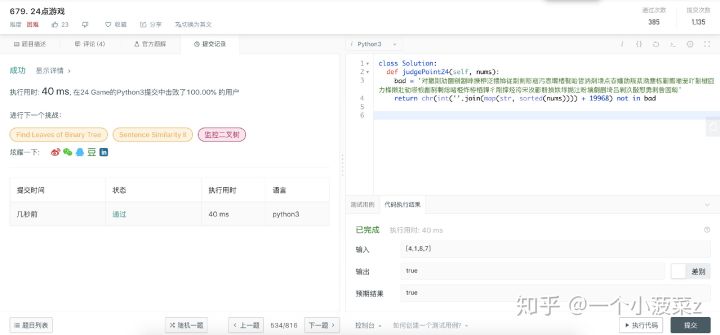 679. 24点游戏
难度 困难 23 收藏 分享 切换为英文
通过次数 提交次数
385 1,135
题目描述 评论 (4) 官方题解 提交记录
Python3
成功 显示详情 >
执行用时: 40 ms, 在24 Game的Python3提交中击败了100.00% 的用户
进行下一个挑战:
Find Leaves of Binary Tree Sentence Similarity II 监控二叉树
炫耀一下:
提交时间 状态 执行用时 语言
几秒前 通过 40 ms python3
1 class Solution:
2 def judgePoint24(self, nums):
3 bad = '
4 return chr(int(''.join(map(str, sorted(nums)))) + 19968) not in bad
5
6
测试用例 代码执行结果
已完成 执行用时: 40 ms
输入 [4,1,8,7]
输出 true 差别
预期结果 true
知乎 @一个小菠菜z
题目列表 随机一题 < 上一题 534/816 下一题 > 控制台 如何创建一个测试用例? 执行代码 提交